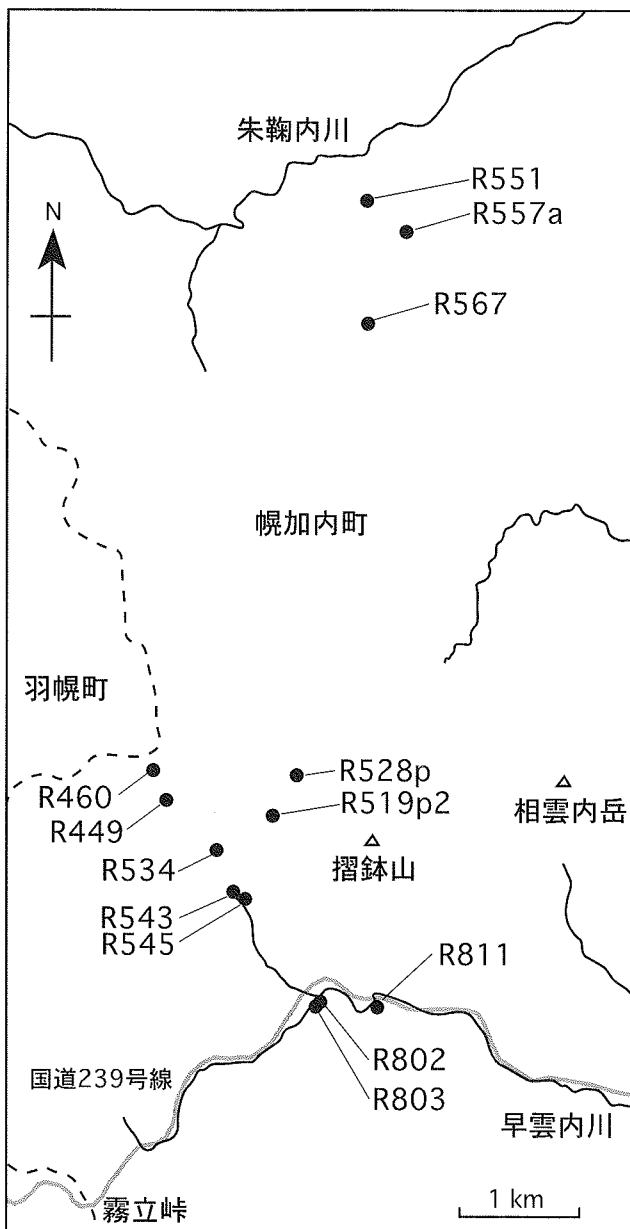 朱鞠内川
R551
R557a
N
R567
幌加内町
羽幌町
R528p
R460
R519p2
相雲内岳
R449
R534
摺鉢山
R543
R545
R811
R802
国道239号線
R803
早雲内川
霧立峠
1 km